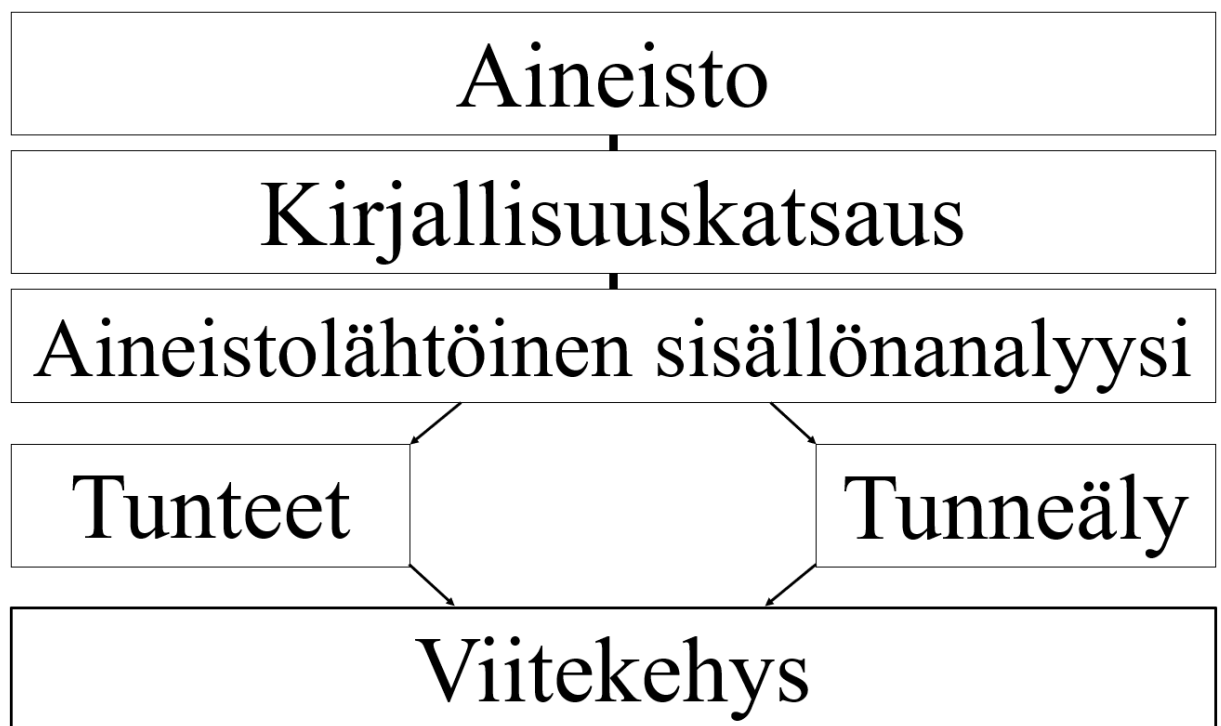 Aineisto
Kirjallisuuskatsaus
Aineistolähtöinen sisällönanalyysi
Tunteet
Tunneäly
Viitekehys